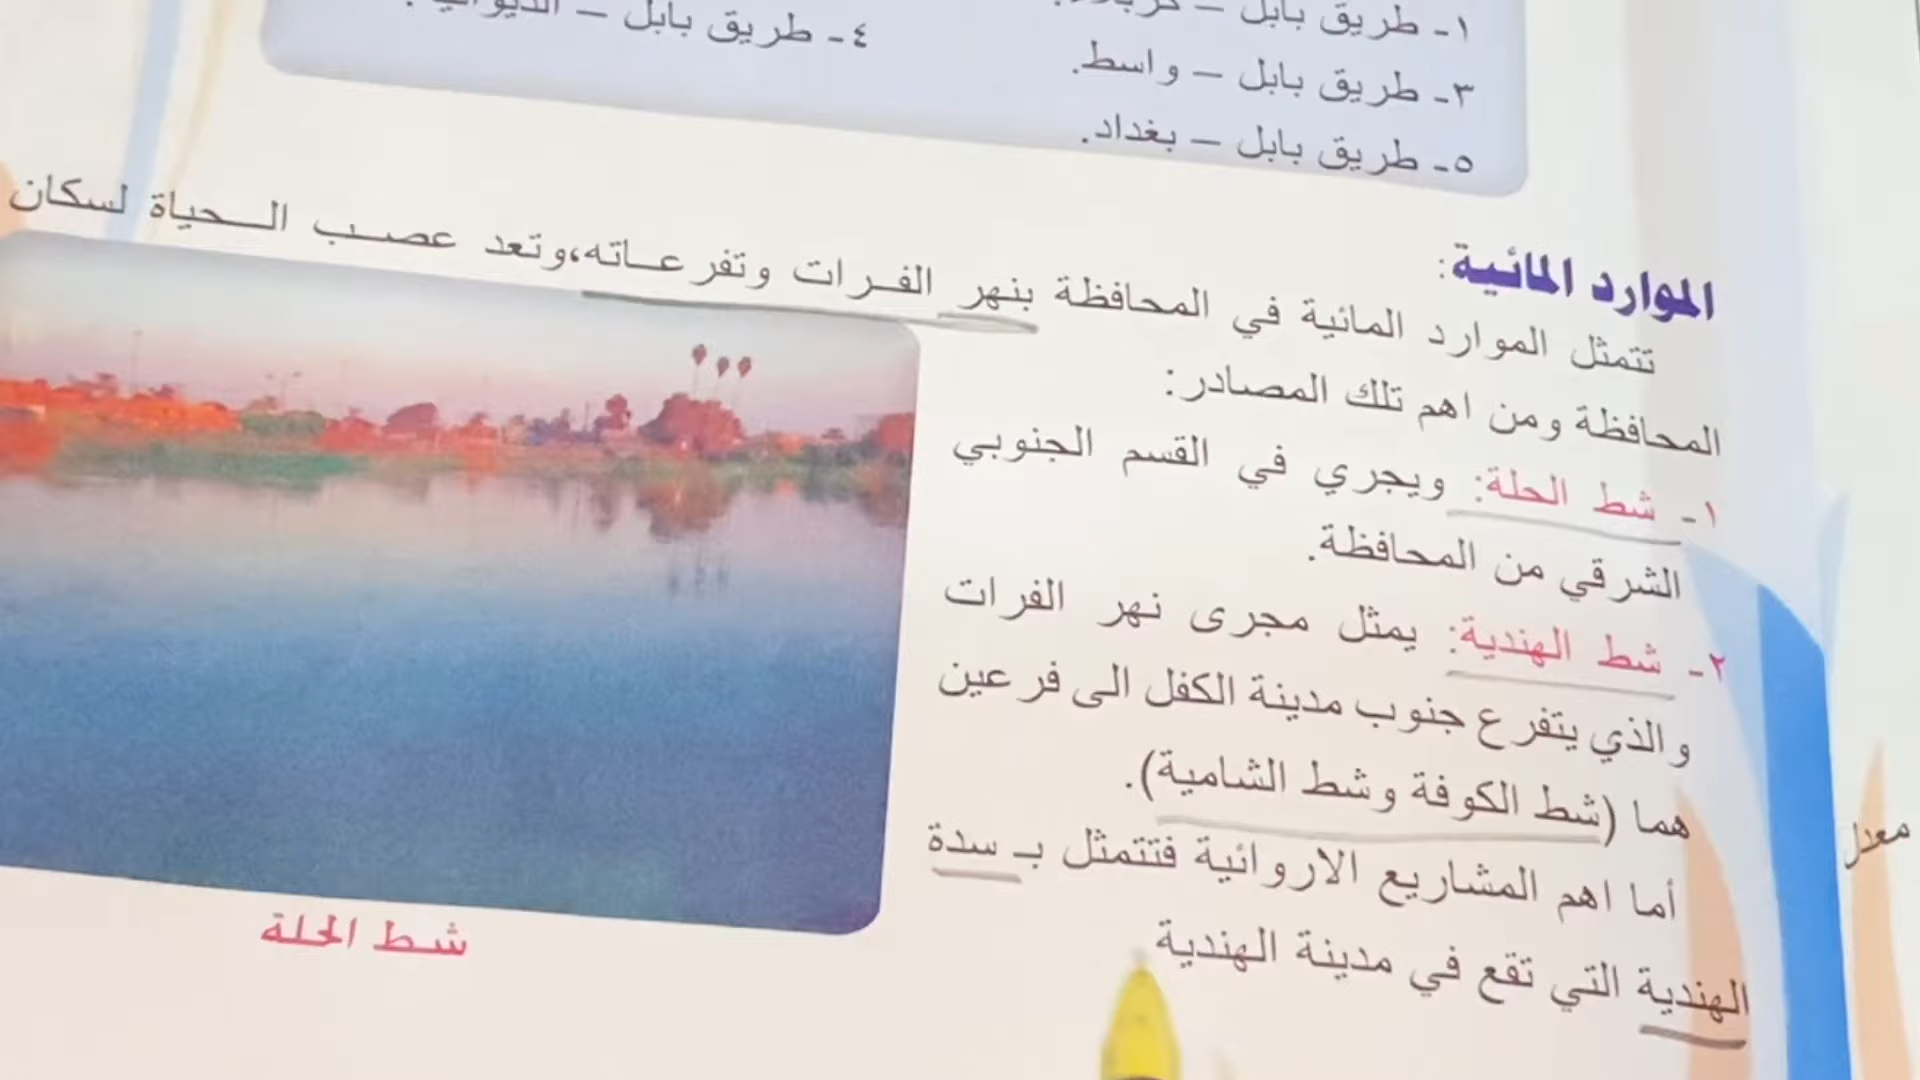 ١- طريق بابل –
٣- طريق بابل – واسط.
٤- طريق بابل –
٥- طريق بابل – بغداد.
الموارد المائية:
تتمثل الموارد المائية في المحافظة بنهر الفرات وتفرعاته،وتعد عصب الحياة لسكان
المحافظة ومن اهم تلك المصادر:
١- شط الحلة: ويجري في القسم الجنوبي
الشرقي من المحافظة.
٢- شط الهندية: يمثل مجرى نهر الفرات
والذي يتفرع جنوب مدينة الكفل الى فرعين
هما (شط الكوفة وشط الشامية).
أما اهم المشاريع الاروائية فتتمثل بـ سدة
الهندية التي تقع في مدينة الهندية
شط الحلة
معدل